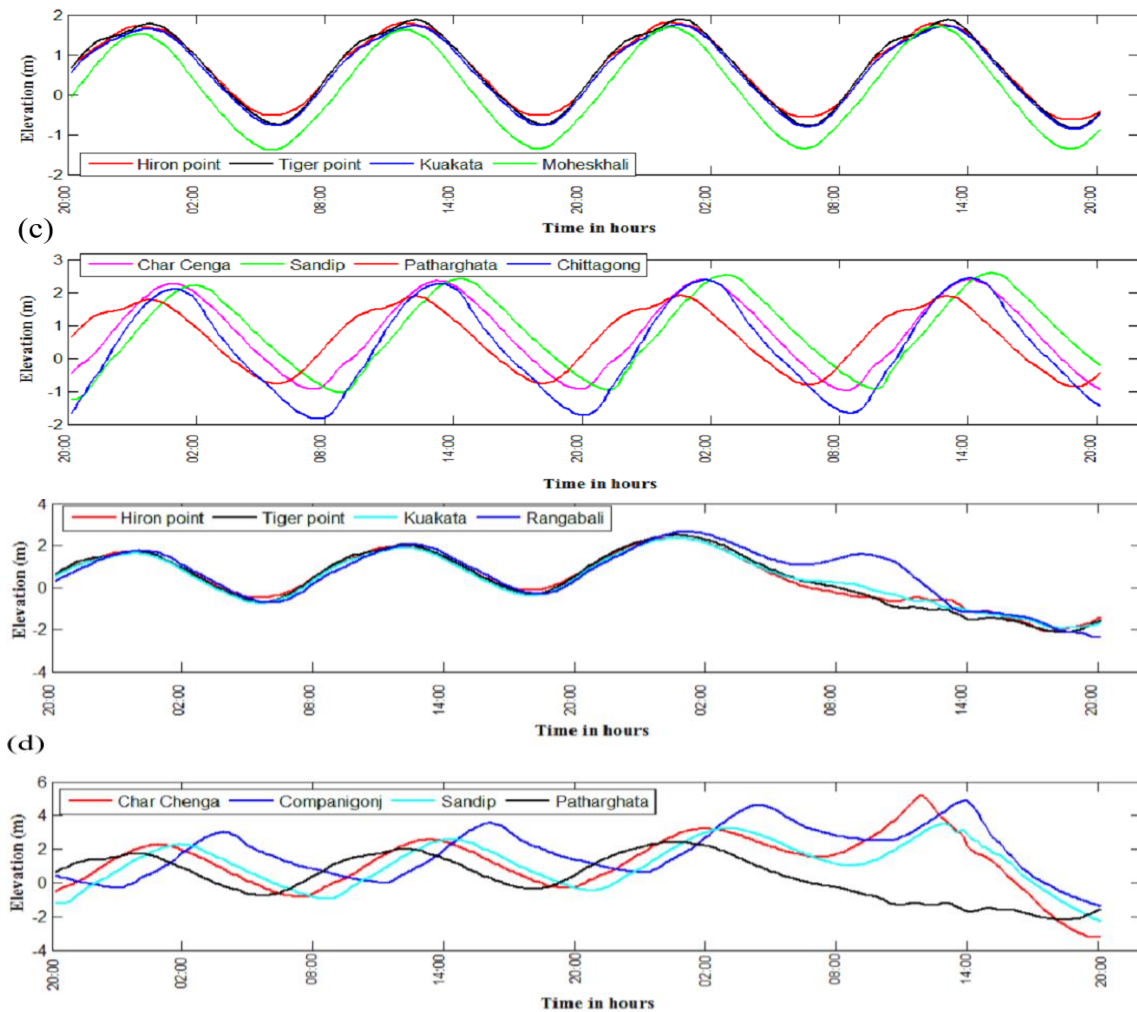 2
1
0
-1
-2
Elevation (m)
Hiron point Tiger point Kuakata Moheskhali
20:00 02:00 08:00 14:00 20:00 02:00 08:00 14:00 20:00
Time in hours
(c)
3
2
1
0
-1
-2
Elevation (m)
Char Cenga Sandip Patharghata Chittagong
20:00 02:00 08:00 14:00 20:00 02:00 08:00 14:00 20:00
Time in hours
4
2
0
-2
-4
Elevation (m)
Hiron point Tiger point Kuakata Rangabali
20:00 02:00 08:00 14:00 20:00 02:00 08:00 14:00 20:00
Time in hours
(d)
6
4
2
0
-2
-4
Elevation (m)
Char Chenga Companigonj Sandip Patharghata
20:00 02:00 08:00 14:00 20:00 02:00 08:00 14:00 20:00
Time in hours